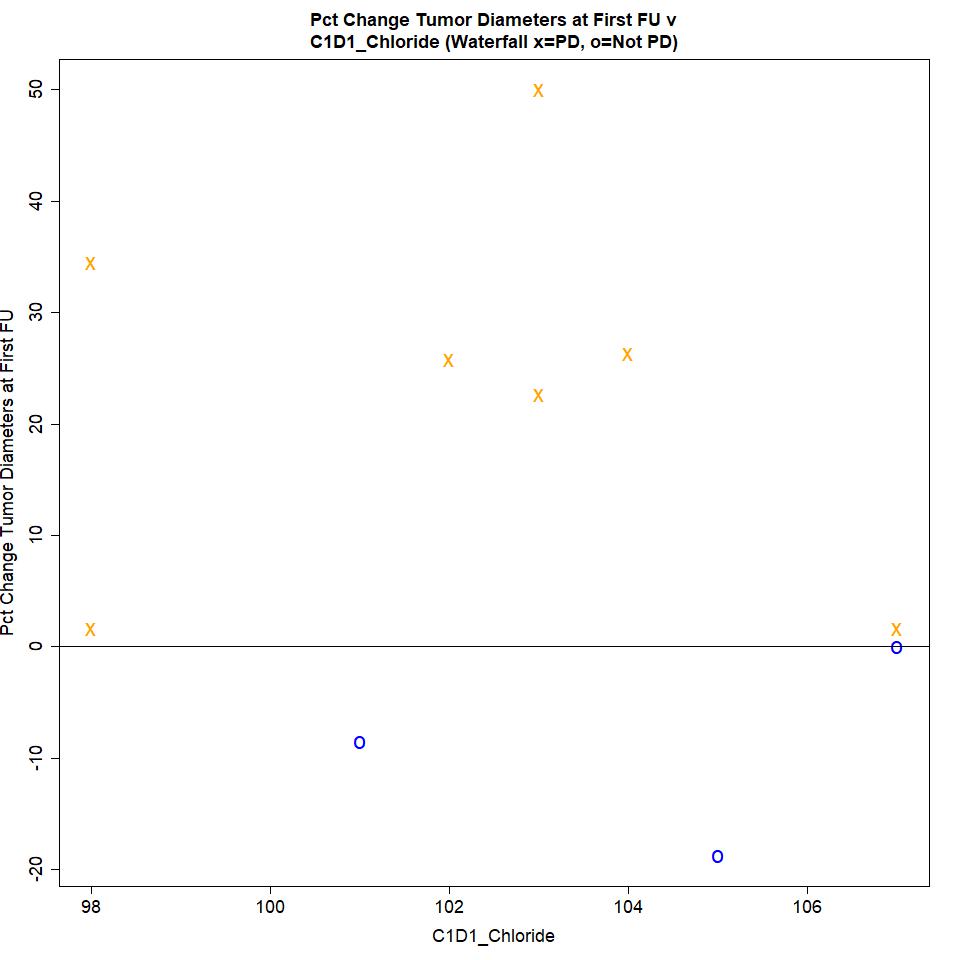 Pct Change Tumor Diameters at First FU v
C1D1_Chloride (Waterfall x=PD, o=Not PD)
Pct Change Tumor Diameters at First FU
50
40
30
20
10
0
-10
-20
X
X
X
X
X
X
X
O
O
O
98
100
102
104
106
C1D1_Chloride